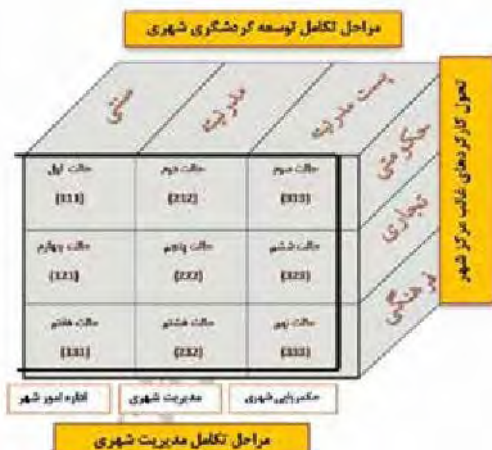 مراحل تکامل توسعه گردشگری شهری
سنتی
مدرنیت
پست مدرنیت
تحول کارکردهای غالب مرکز شهر
حکومتی
تجاری
فرهنگی
حالت اول
حالت دوم
حالت سوم
(111)
(212)
(313)
حالت چهارم
حالت پنجم
حالت ششم
(121)
(222)
(323)
حالت هفتم
حالت هشتم
حالت نهم
(131)
(232)
(333)
اداره امور شهر
مدیریت شهری
حکمروایی شهری
مراحل تکامل مدیریت شهری